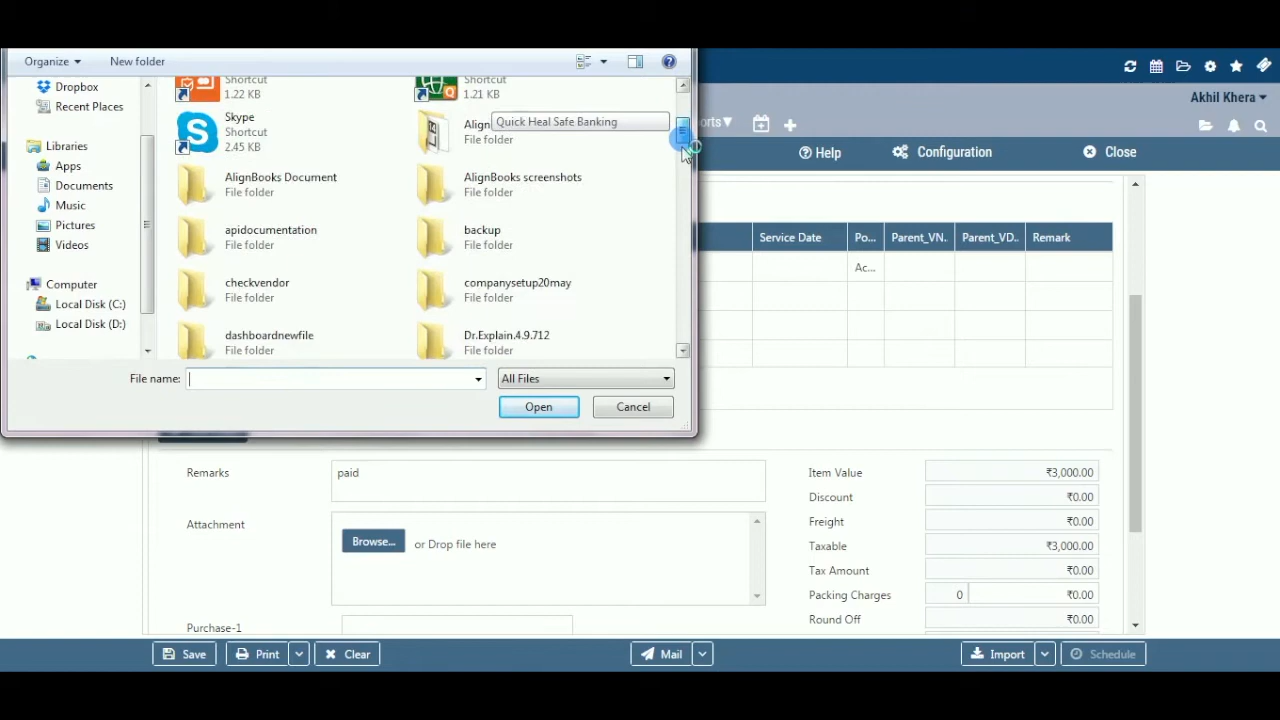 Organize
New folder
Dropbox
Recent Places
Libraries
Apps
Documents
Music
Pictures
Videos
Computer
Local Disk (C:)
Local Disk (D:)
Shortcut
1.22 KB
Shortcut
1.21 KB
Skype
Shortcut
2.45 KB
Align
File folder
Quick Heal Safe Banking
AlignBooks Document
File folder
AlignBooks screenshots
File folder
apidocumentation
File folder
backup
File folder
checkvendor
File folder
companysetup20may
File folder
dashboardnewfile
File folder
Dr.Explain.4.9.712
File folder
File name:
All Files
Open
Cancel
Akhil Khera
orts
Help
Configuration
Close
Service Date
Po...
Parent_VN.
Parent_VD..
Remark
Ac...
Remarks
paid
Attachment
Browse...
or Drop file here
Purchase-1
Item Value
₹3,000.00
Discount
₹0.00
Freight
₹0.00
Taxable
₹3,000.00
Tax Amount
₹0.00
Packing Charges
0
₹0.00
Round Off
₹0.00
Save
Print
Clear
Mail
Import
Schedule